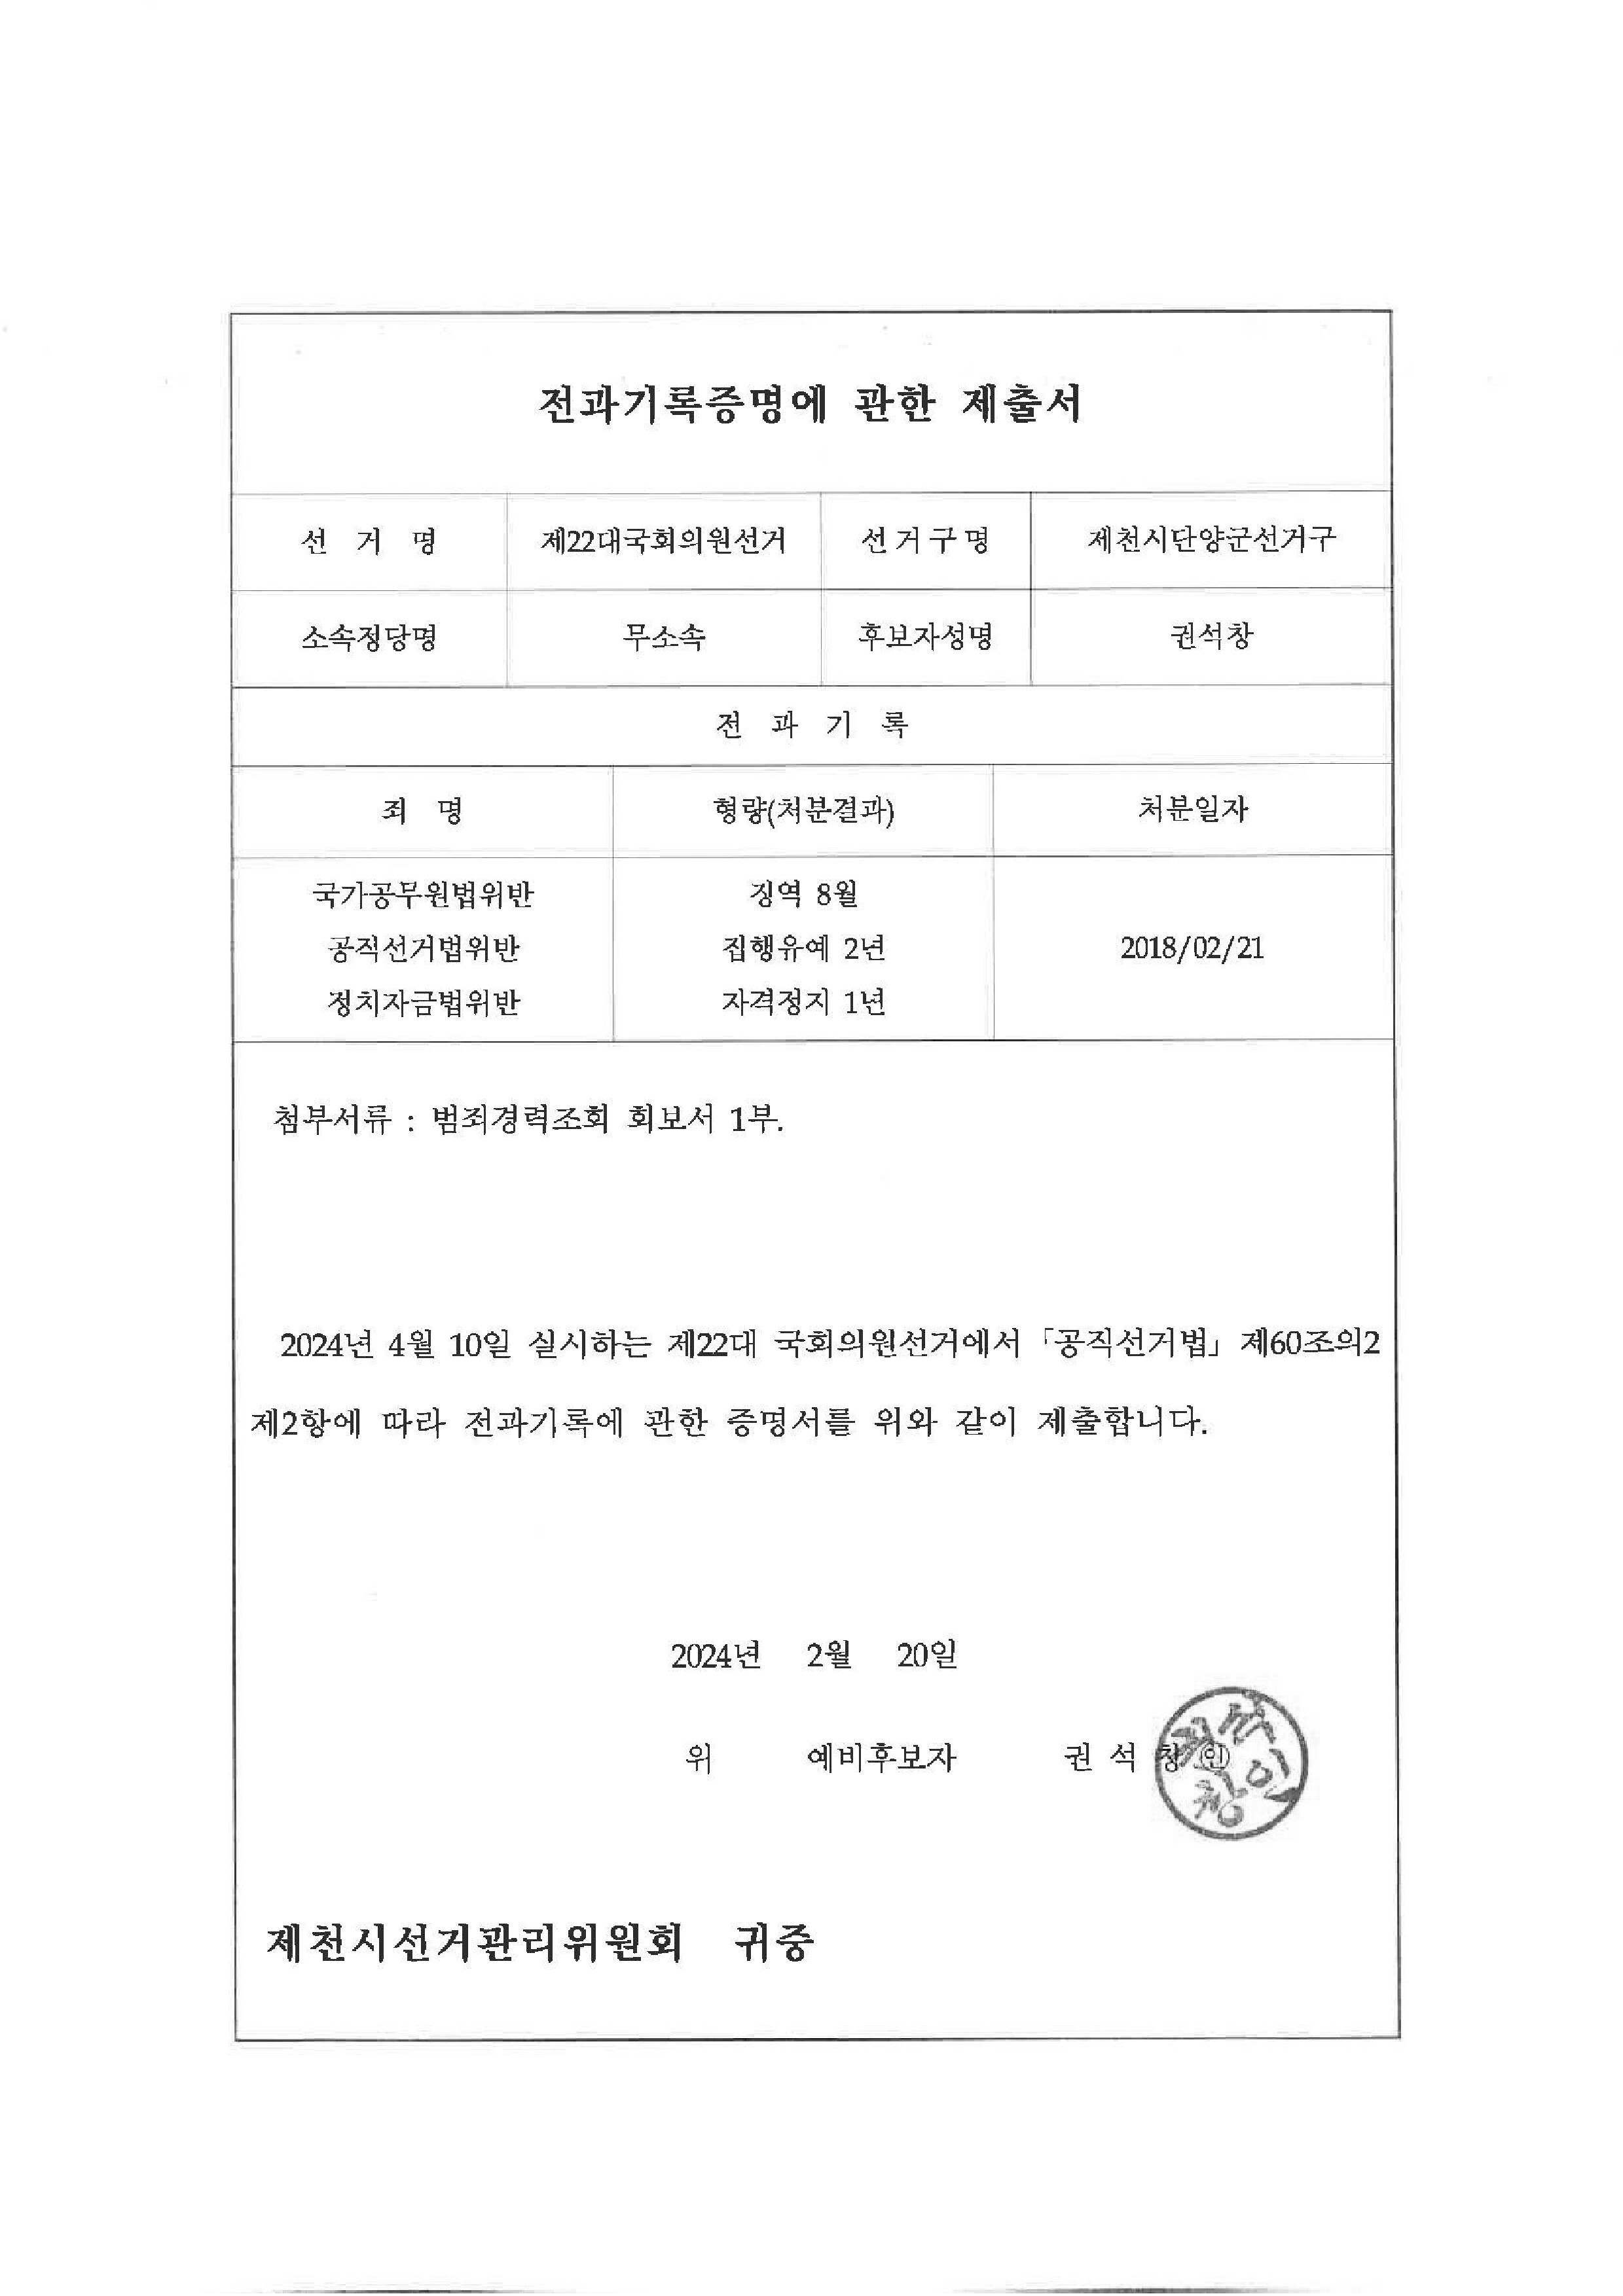 전과기록증명에 관한 제출서
선 거 명 제22대국회의원선거 선거구명 제천시단양군선거구
소속정당명 무소속 후보자성명 권석창
전 과 기 록
죄 명 형량(처분결과) 처분일자
국가공무원법위반 징역 8월
공직선거법위반 집행유예 2년 2018/02/21
정치자금법위반 자격정지 1년
첨부서류 : 범죄경력조회 회보서 1부.
2024년 4월 10일 실시하는 제22대 국회의원선거에서 「공직선거법」 제60조의2
제2항에 따라 전과기록에 관한 증명서를 위와 같이 제출합니다.
2024년 2월 20일
위 예비후보자 권 석 창 ㊞
제천시선거관리위원회 귀중